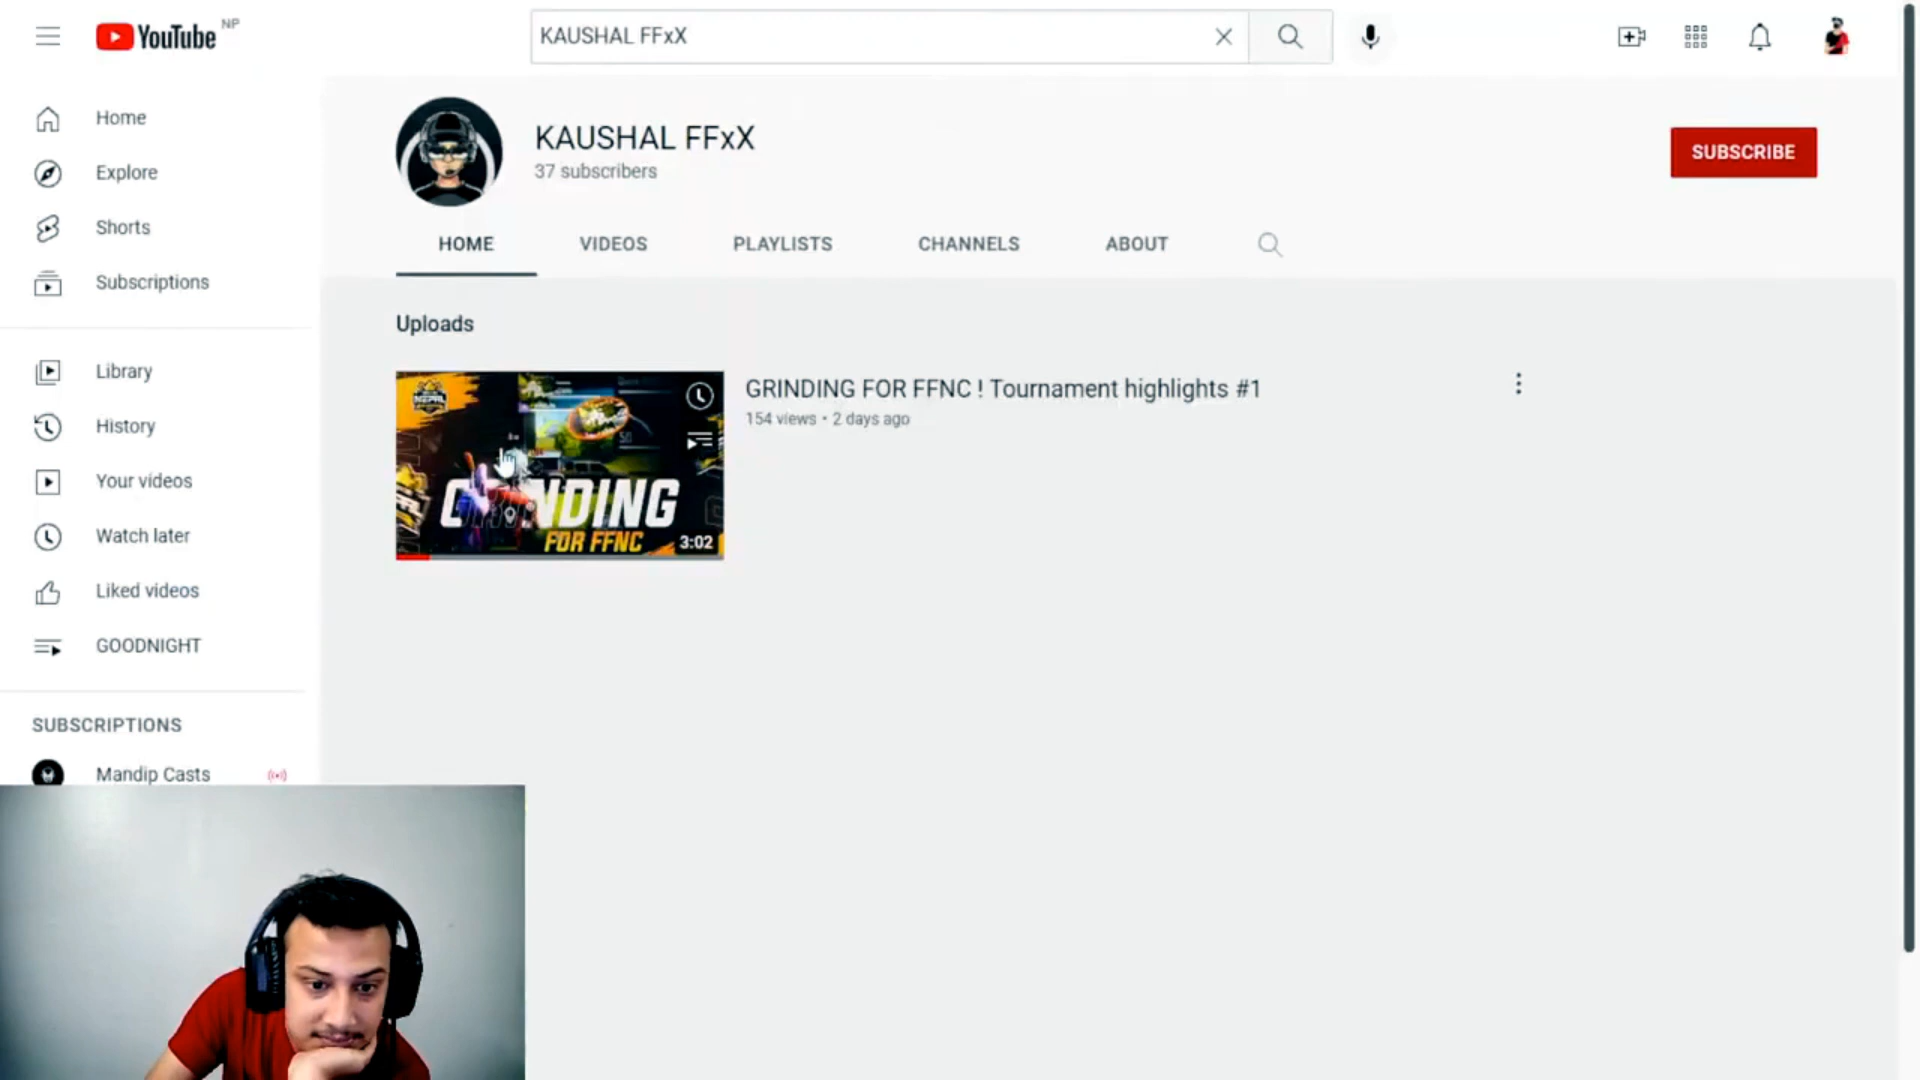 YouTube NP
KAUSHAL FFxX
Home
Explore
Shorts
Subscriptions
Library
History
Your videos
Watch later
Liked videos
GOODNIGHT
SUBSCRIPTIONS
Mandip Casts
KAUSHAL FFxX
37 subscribers
SUBSCRIBE
HOME VIDEOS PLAYLISTS CHANNELS ABOUT
Uploads
NEPAL
GRINDING
FOR FFNC
3:02
GRINDING FOR FFNC ! Tournament highlights #1
154 views • 2 days ago